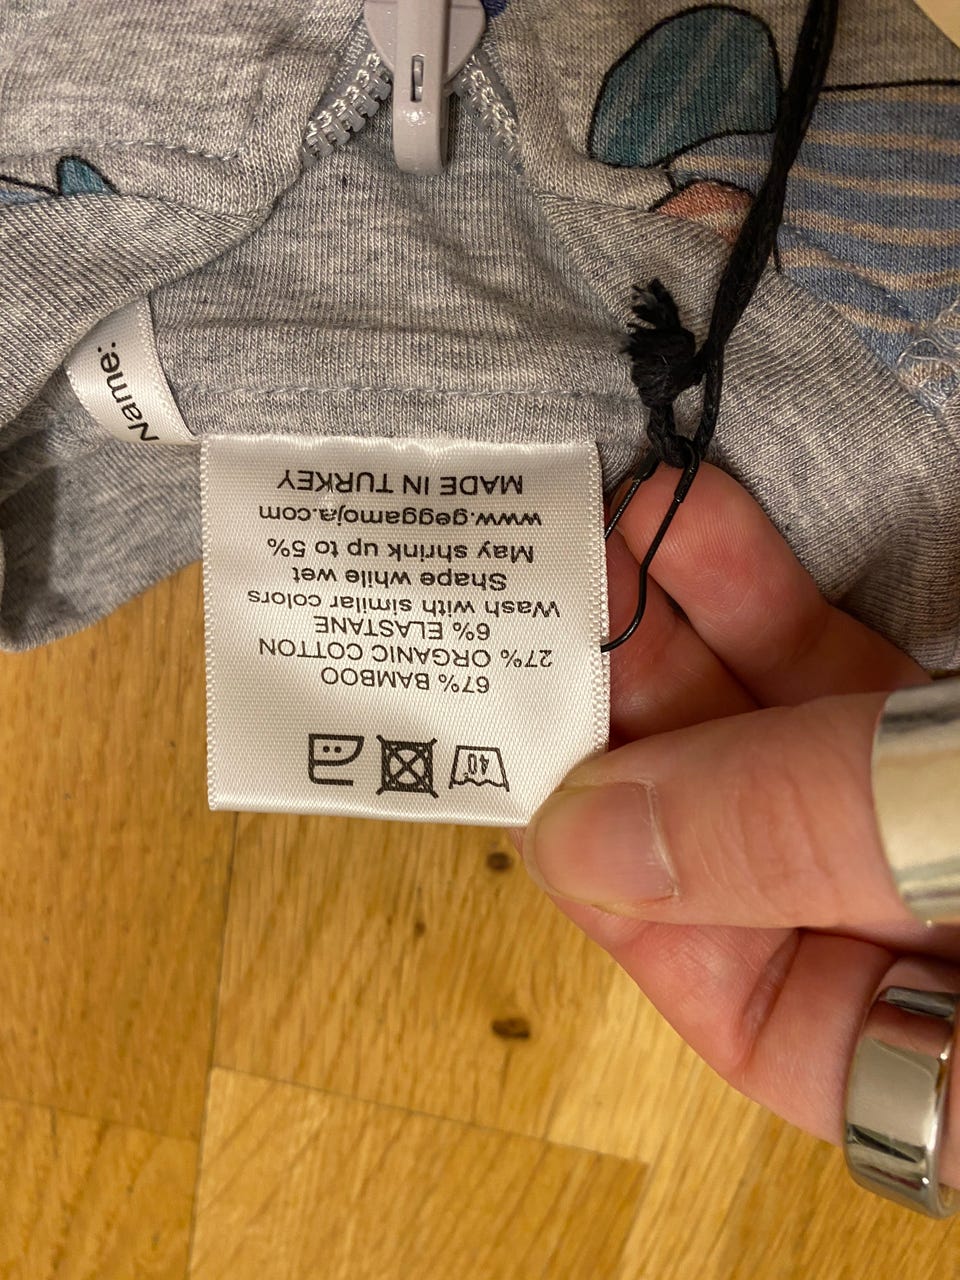 40°
67% BAMBOO
27% ORGANIC COTTON
6% ELASTANE
Wash with similar colors
Shape while wet
May shrink up to 5%
www.geggamoja.com
MADE IN TURKEY
Name: